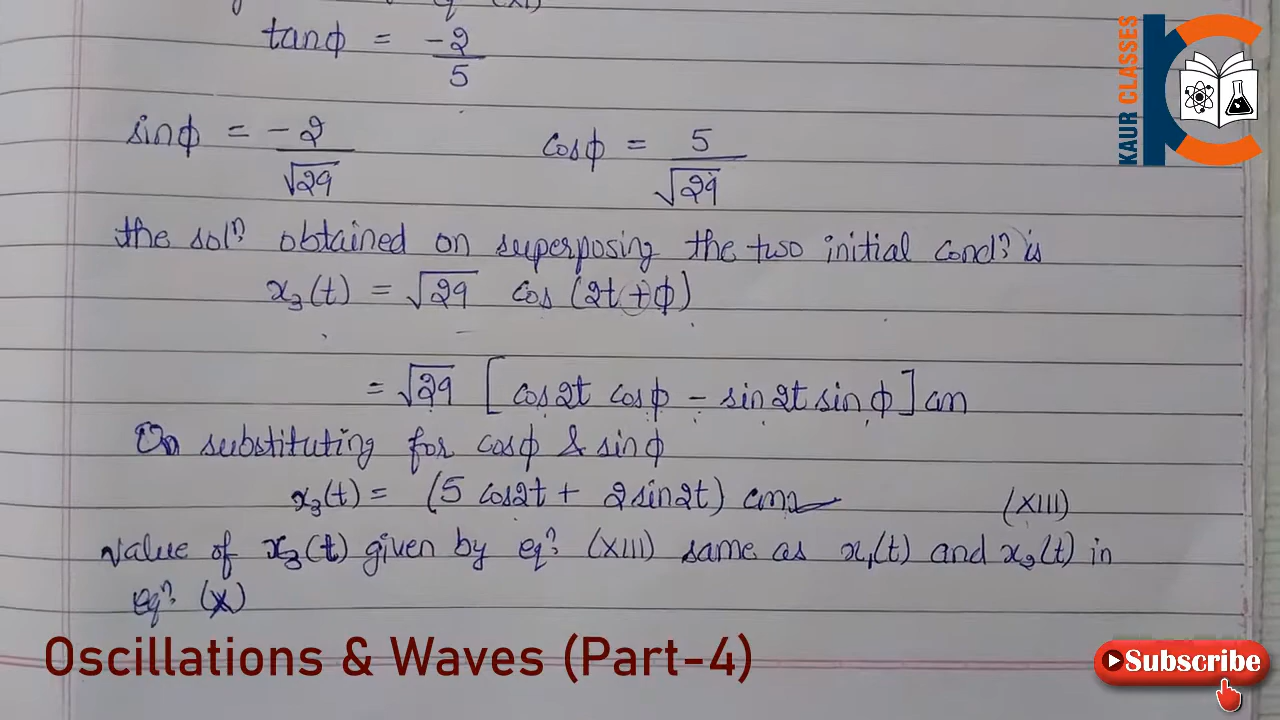 eq? (XI)
tanϕ = -2/5
sinϕ = -2/√29 cosϕ = 5/√29
the sol? obtained on superposing the two initial cond? is
x₃(t) = √29 cos (2t+ϕ)
= √29 [cos2t cosϕ - sin2t sinϕ] cm
On substituting for cosϕ & sinϕ
x₃(t) = (5 cos2t + 2sin2t) cm (XIII)
value of x₃(t) given by eq? (XIII) same as x₁(t) and x₂(t) in
eq? (X)
KAUR CLASSES
Oscillations & Waves (Part-4)
Subscribe